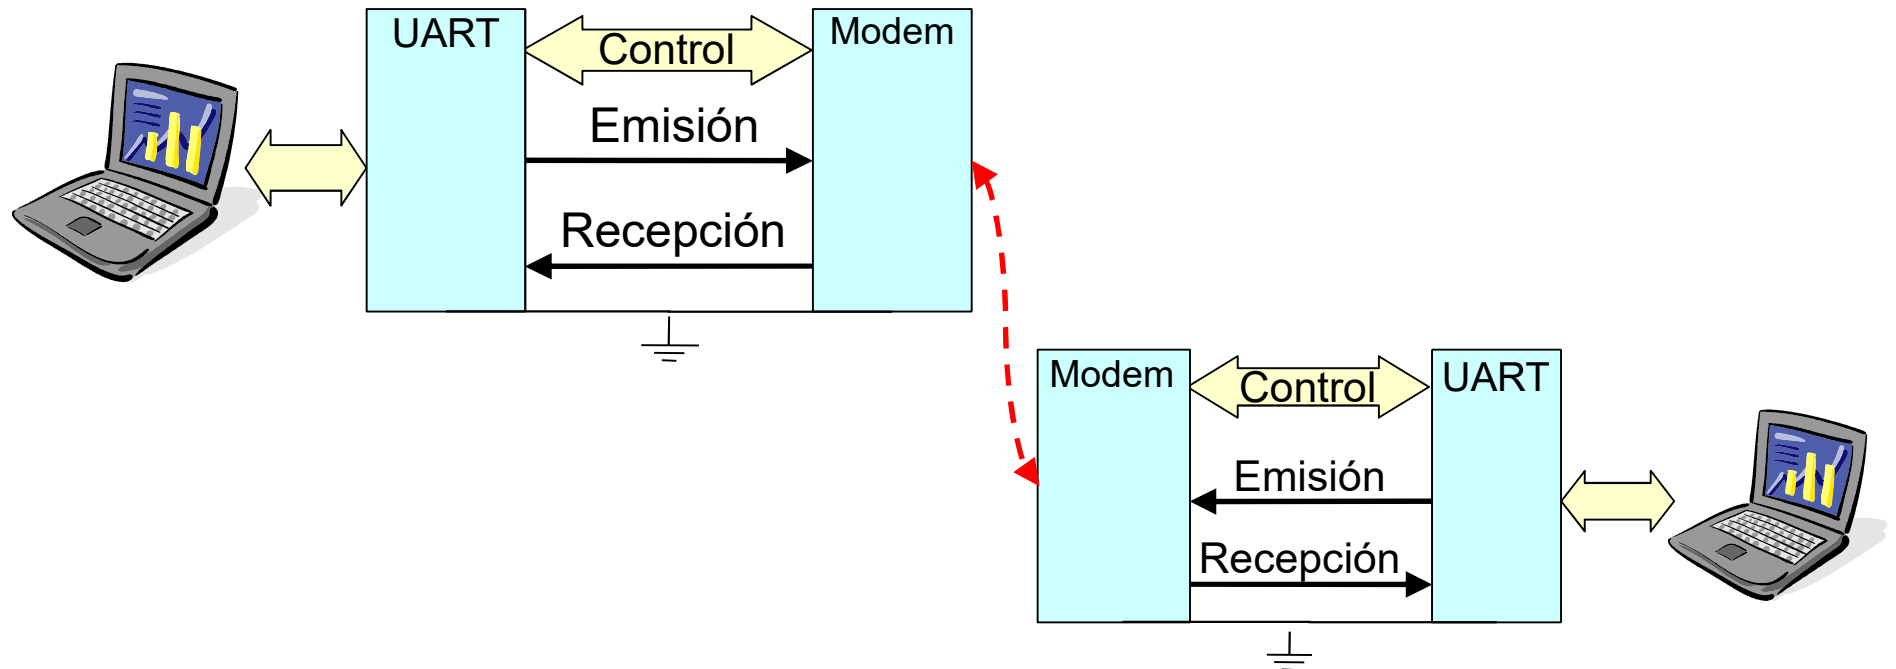 UART
Control
Modem
Emisión
Recepción
Modem
Control
UART
Emisión
Recepción